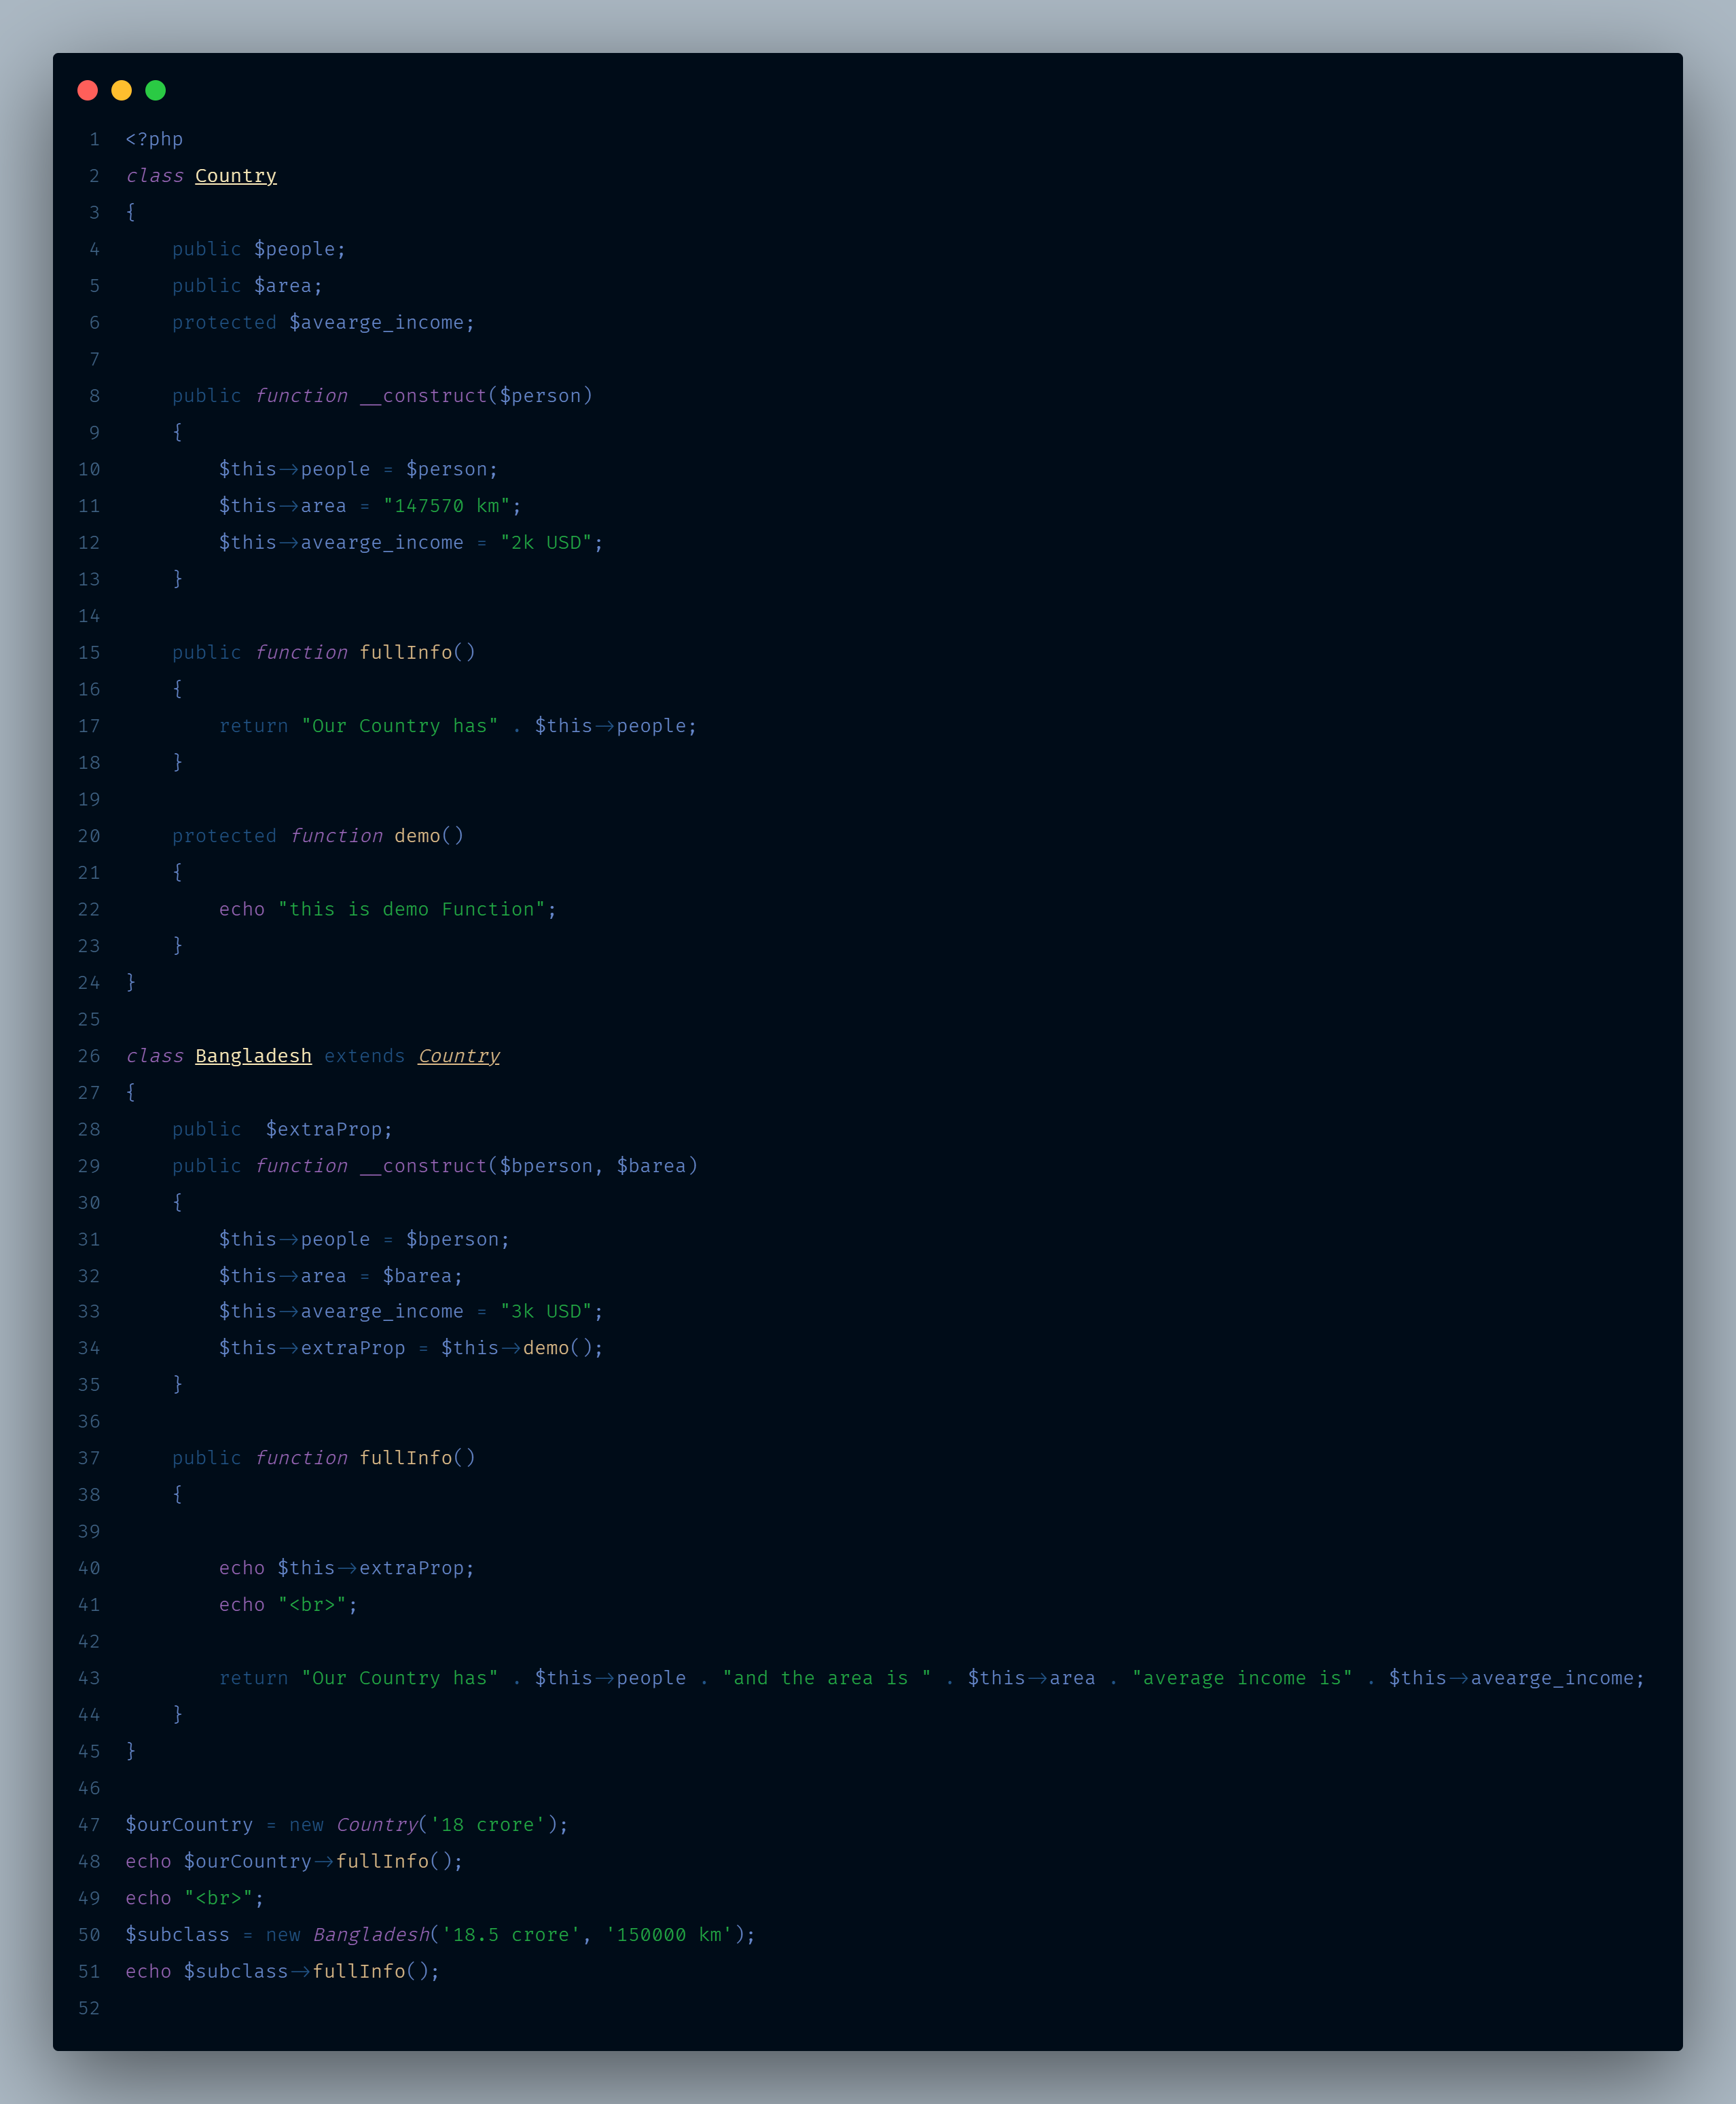 1 <?php
2 class Country
3 {
4     public $people;
5     public $area;
6     protected $avearge_income;
7
8     public function __construct($person)
9     {
10         $this->people = $person;
11         $this->area = "147570 km";
12         $this->avearge_income = "2k USD";
13     }
14
15     public function fullInfo()
16     {
17         return "Our Country has" . $this->people;
18     }
19
20     protected function demo()
21     {
22         echo "this is demo Function";
23     }
24 }
25
26 class Bangladesh extends Country
27 {
28     public  $extraProp;
29     public function __construct($bperson, $barea)
30     {
31         $this->people = $bperson;
32         $this->area = $barea;
33         $this->avearge_income = "3k USD";
34         $this->extraProp = $this->demo();
35     }
36
37     public function fullInfo()
38     {
39
40         echo $this->extraProp;
41         echo "<br>";
42
43         return "Our Country has" . $this->people . "and the area is " . $this->area . "average income is" . $this->avearge_income;
44     }
45 }
46
47 $ourCountry = new Country('18 crore');
48 echo $ourCountry->fullInfo();
49 echo "<br>";
50 $subclass = new Bangladesh('18.5 crore', '150000 km');
51 echo $subclass->fullInfo();
52